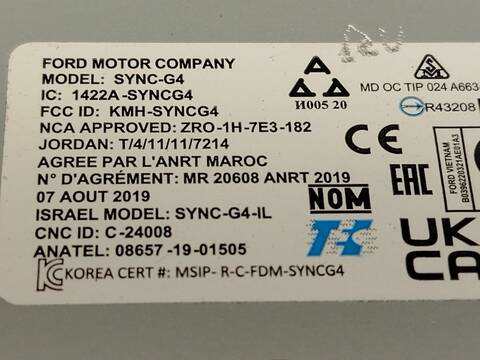 FORD MOTOR COMPANY
MODEL: SYNC-G4
IC: 1422A-SYNCG4
FCC ID: KMH-SYNCG4
NCA APPROVED: ZRO-1H-7E3-182
JORDAN: T/4/11/11/7214
AGREE PAR L'ANRT MAROC
N° D'AGRÉMENT: MR 20608 ANRT 2019
07 AOUT 2019
ISRAEL MODEL: SYNC-G4-IL
CNC ID: C-24008
ANATEL: 08657-19-01505
KOREA CERT #: MSIP- R-C-FDM-SYNCG4
И005 20
MD OC TIP 024 A663
R43208
EAC
FORD VIETNAM
B0396220321AE01A3
NOM
UK
CA